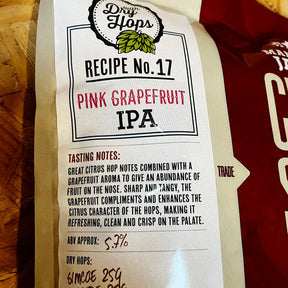 Dry
Hops
RECIPE No.17
PINK GRAPEFRUIT
IPA
TASTING NOTES:
GREAT CITRUS HOP NOTES COMBINED WITH A
GRAPEFRUIT AROMA TO GIVE AN ABUNDANCE OF
FRUIT ON THE NOSE. SHARP AND TANGY, THE
GRAPEFRUIT COMPLIMENTS AND ENHANCES THE
CITRUS CHARACTER OF THE HOPS, MAKING IT
REFRESHING, CLEAN AND CRISP ON THE PALATE.
ABV APPROX: 5.7%
DRY HOPS:
SIMCOE 25G
TRADE